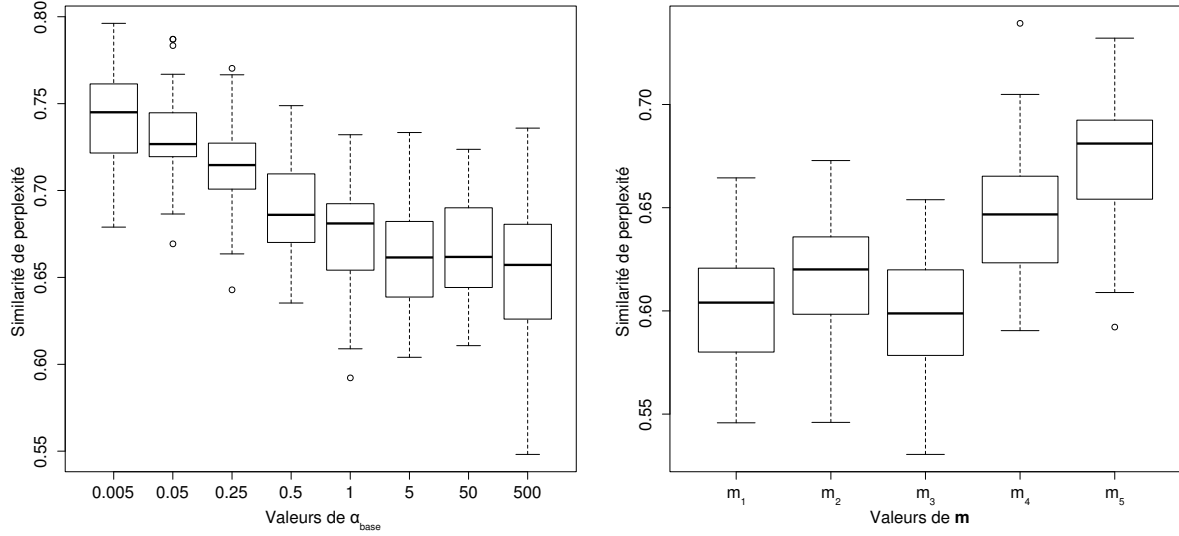 Similarité de perplexité
0.80
0.75
0.70
0.65
0.60
0.55
0.005 0.05 0.25 0.5 1 5 50 500
Valeurs de αbase
Similarité de perplexité
0.70
0.65
0.60
0.55
m1 m2 m3 m4 m5
Valeurs de m